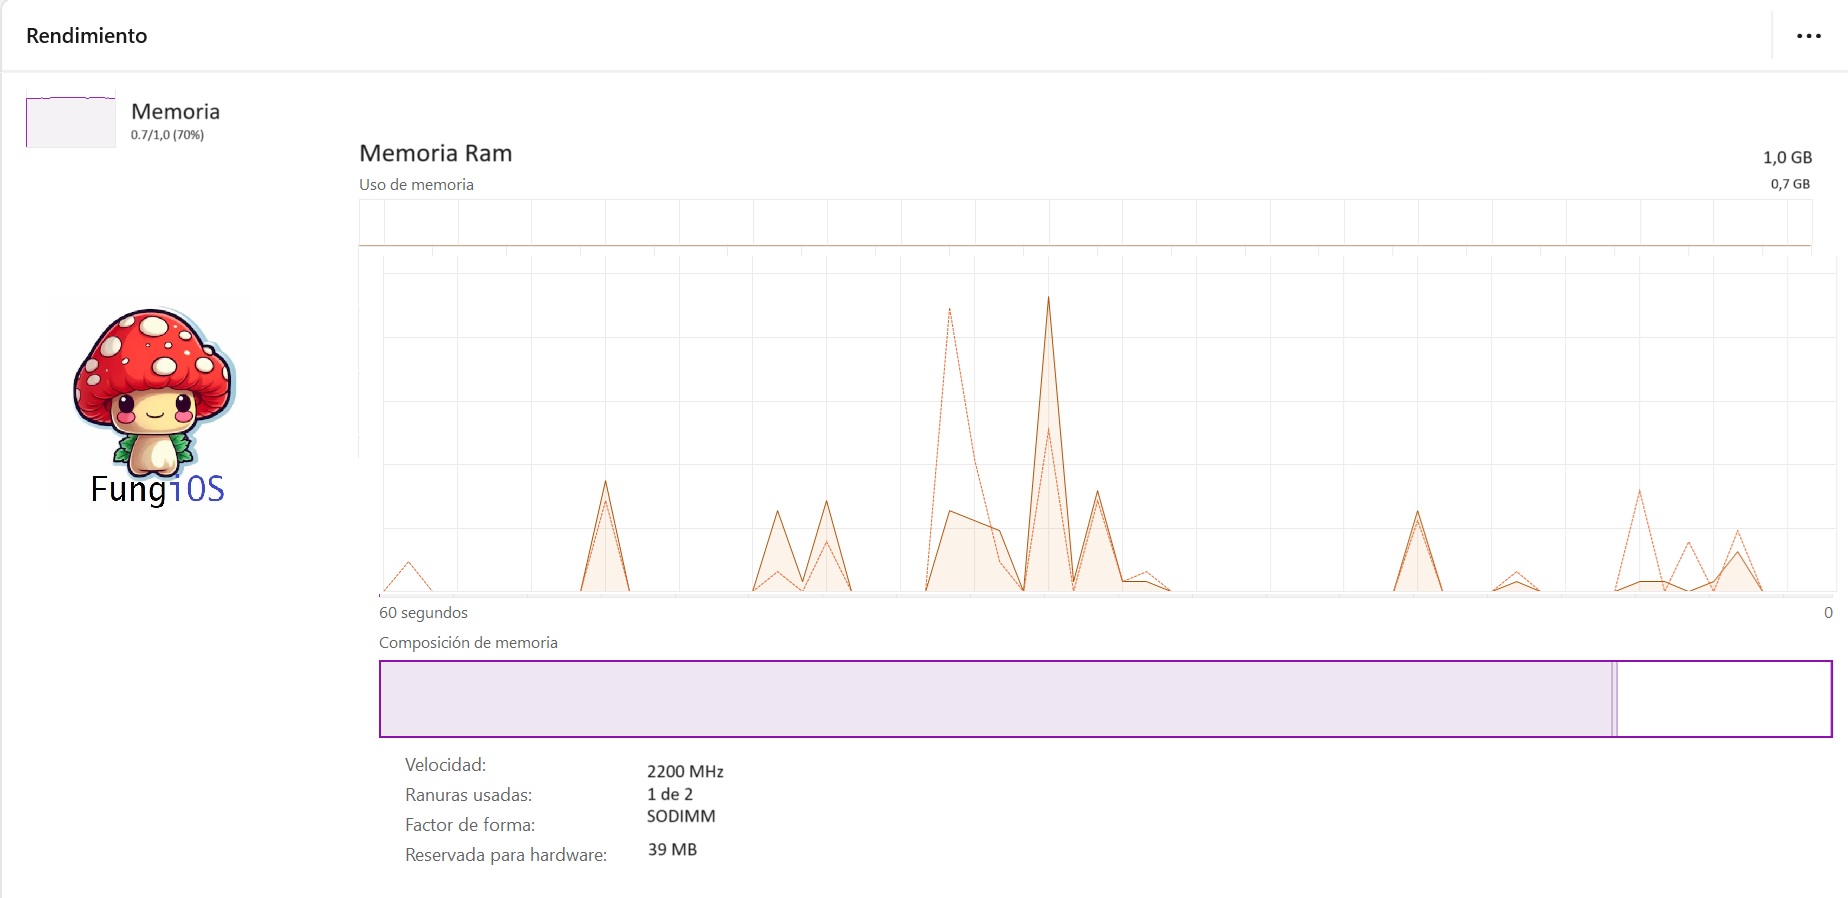 Rendimiento
...
Memoria
0.7/1,0 (70%)
Memoria Ram
1,0 GB
Uso de memoria
0,7 GB
FungiOS
60 segundos
0
Composición de memoria
Velocidad:
2200 MHz
Ranuras usadas:
1 de 2
Factor de forma:
SODIMM
Reservada para hardware:
39 MB